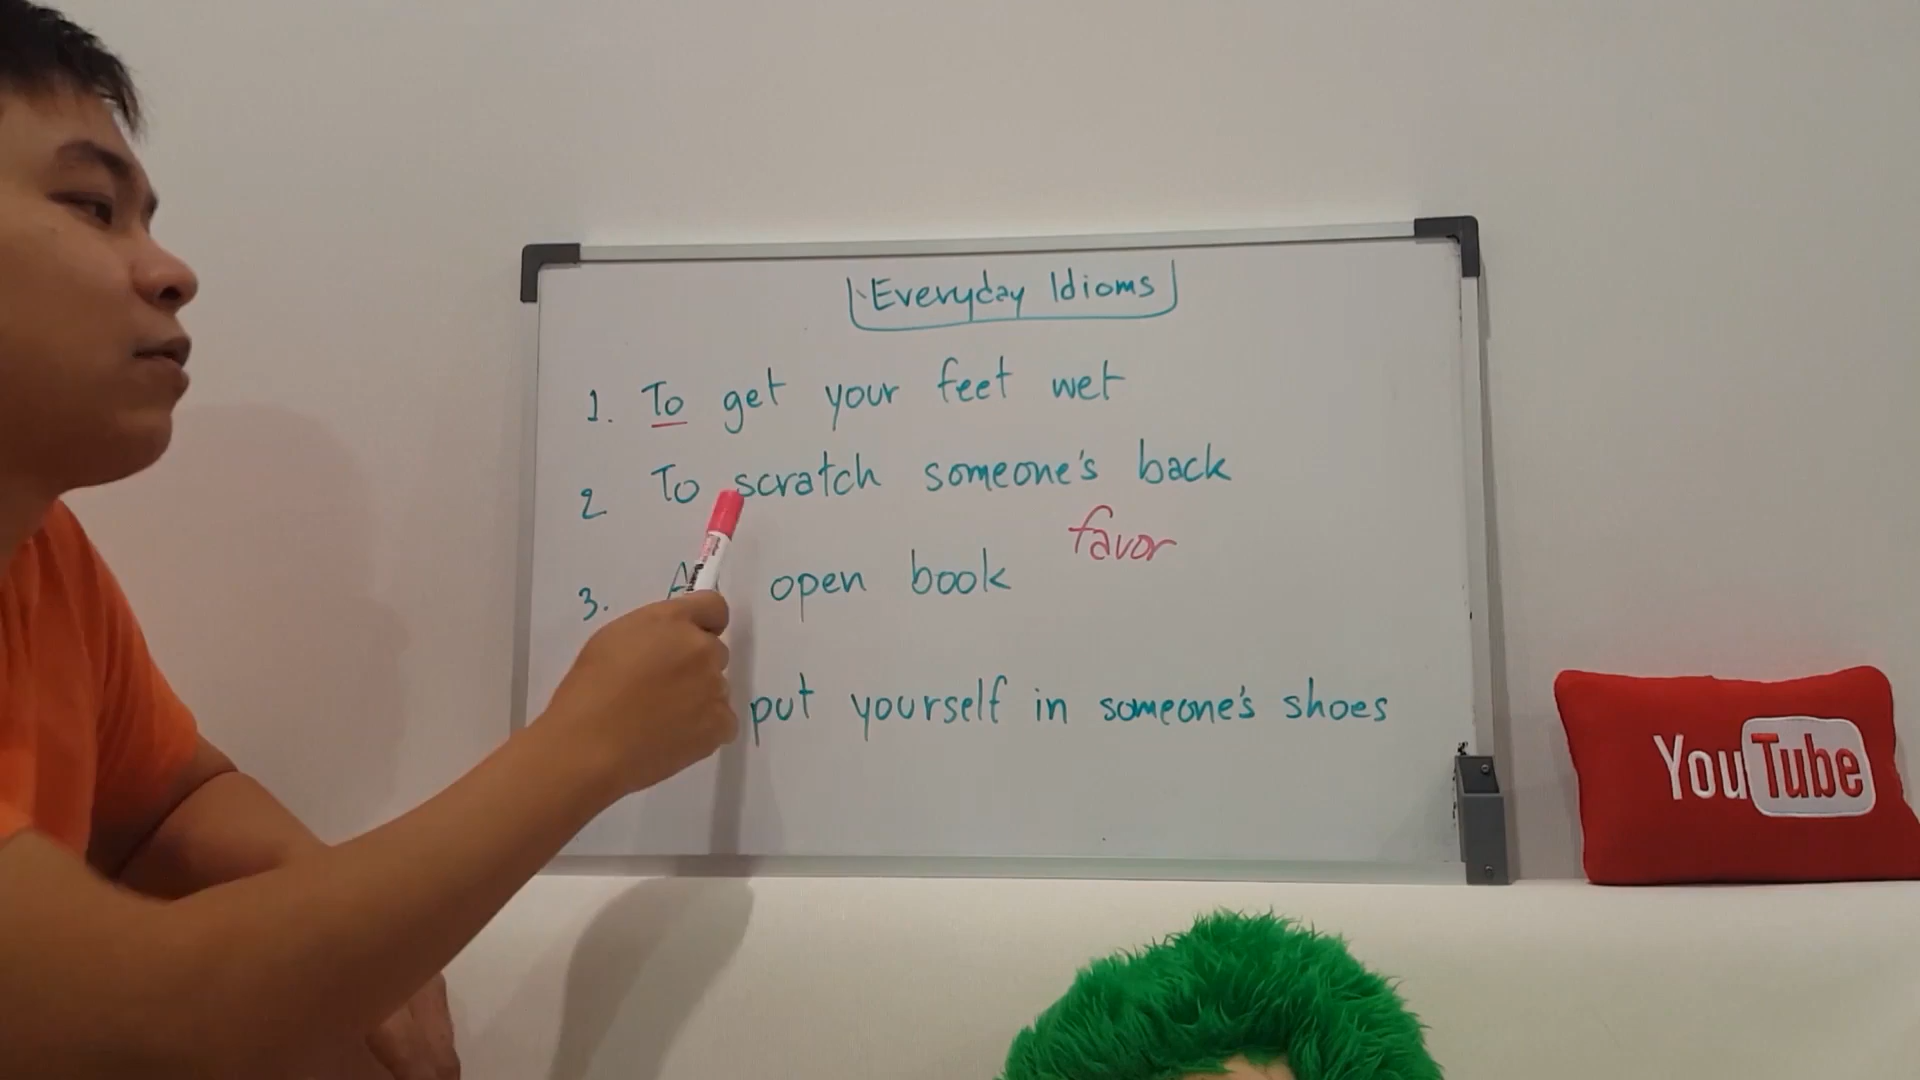 Everyday Idioms
1. To get your feet wet
2 To scratch someone's back
favor
3. open book
put yourself in someone's shoes
YouTube